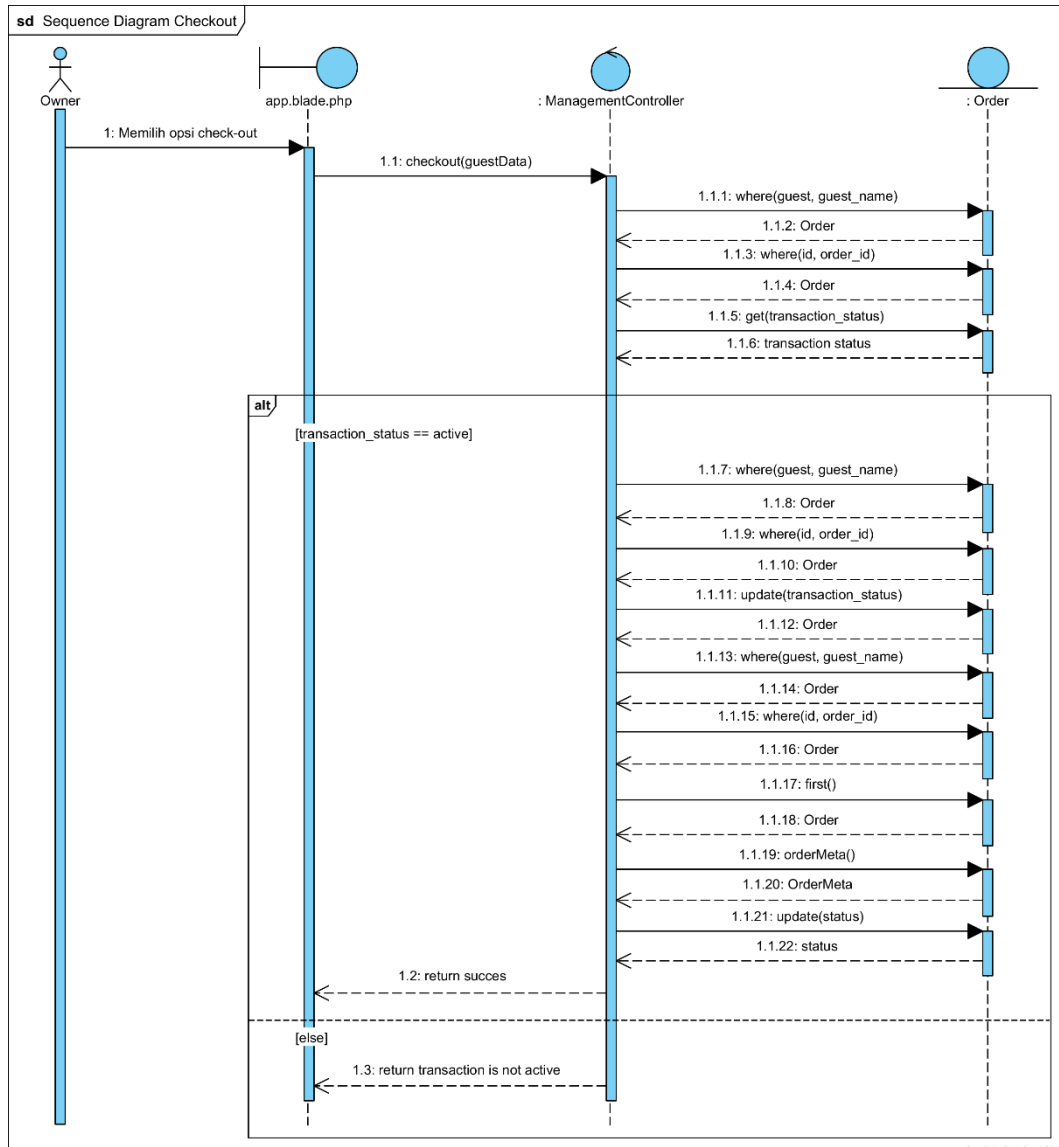 sd Sequence Diagram Checkout
Owner
app.blade.php
: ManagementController
: Order
1: Memilih opsi check-out
1.1: checkout(guestData)
1.1.1: where(guest, guest_name)
1.1.2: Order
1.1.3: where(id, order_id)
1.1.4: Order
1.1.5: get(transaction_status)
1.1.6: transaction status
alt
[transaction_status == active]
1.1.7: where(guest, guest_name)
1.1.8: Order
1.1.9: where(id, order_id)
1.1.10: Order
1.1.11: update(transaction_status)
1.1.12: Order
1.1.13: where(guest, guest_name)
1.1.14: Order
1.1.15: where(id, order_id)
1.1.16: Order
1.1.17: first()
1.1.18: Order
1.1.19: orderMeta()
1.1.20: OrderMeta
1.1.21: update(status)
1.1.22: status
1.2: return succes
[else]
1.3: return transaction is not active